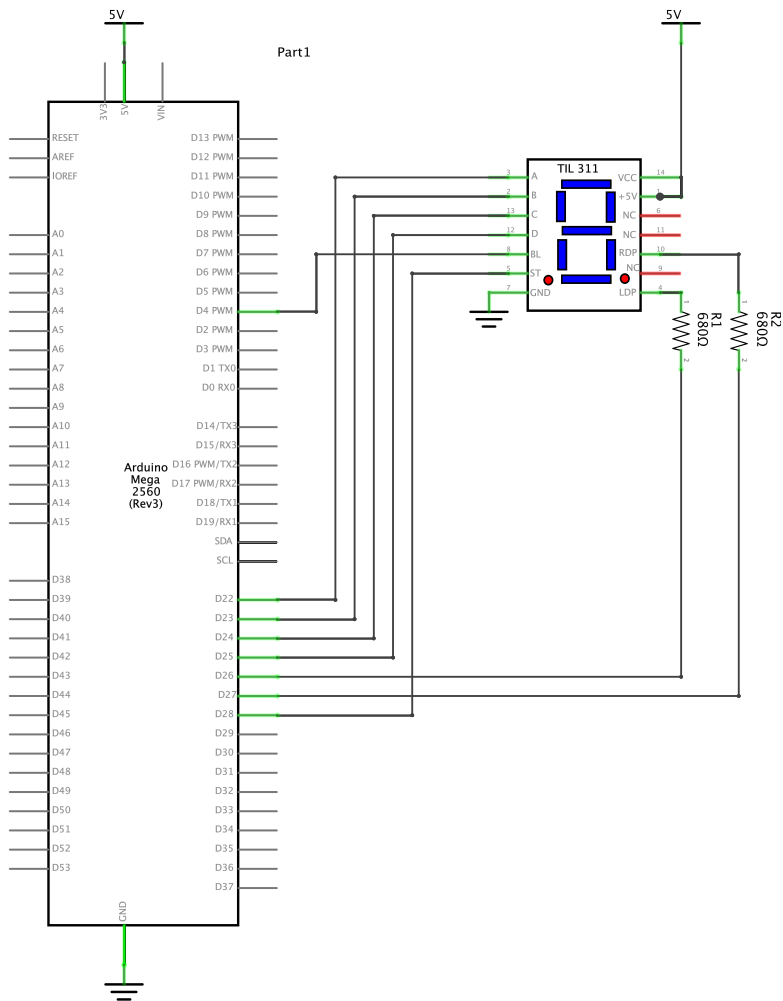 5V
5V
Part1
3V3
5V
VIN
RESET
AREF
IOREF
A0
A1
A2
A3
A4
A5
A6
A7
A8
A9
A10
A11
A12
A13
A14
A15
D38
D39
D40
D41
D42
D43
D44
D45
D46
D47
D48
D49
D50
D51
D52
D53
Arduino
Mega
2560
(Rev3)
D13 PWM
D12 PWM
D11 PWM
D10 PWM
D9 PWM
D8 PWM
D7 PWM
D6 PWM
D5 PWM
D4 PWM
D2 PWM
D3 PWM
D1 TX0
D0 RX0
D14/TX3
D15/RX3
D16 PWM/TX2
D17 PWM/RX2
D18/TX1
D19/RX1
SDA
SCL
D22
D23
D24
D25
D26
D27
D28
D29
D30
D31
D32
D33
D34
D35
D36
D37
GND
TIL 311
3 A
2 B
13 C
12 D
8 BL
5 ST
7 GND
VCC 14
+5V 1
NC 6
NC 11
RDP 10
NC 9
LDP 4
1
2
R1
680Ω
1
2
R2
680Ω